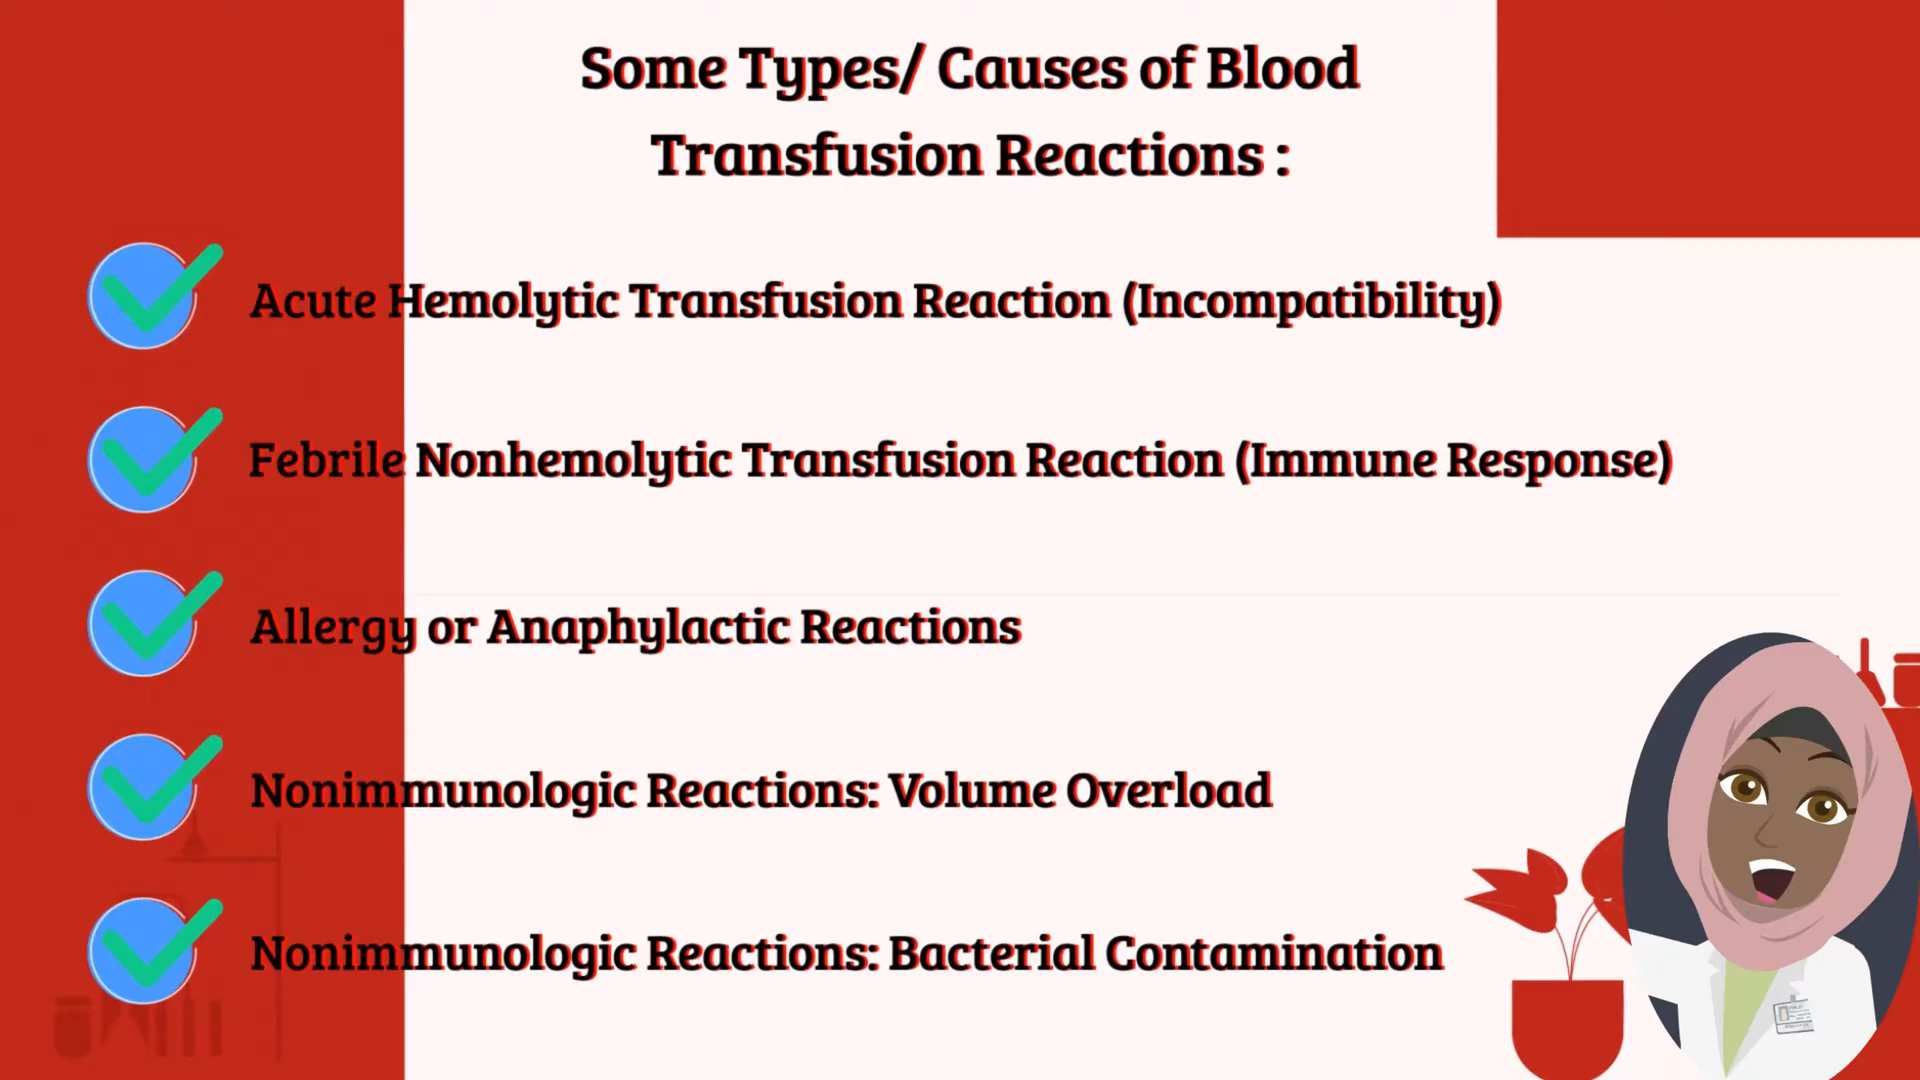 Some Types/ Causes of Blood
Transfusion Reactions :
Acute Hemolytic Transfusion Reaction (Incompatibility)
Febrile Nonhemolytic Transfusion Reaction (Immune Response)
Allergy or Anaphylactic Reactions
Nonimmunologic Reactions: Volume Overload
Nonimmunologic Reactions: Bacterial Contamination